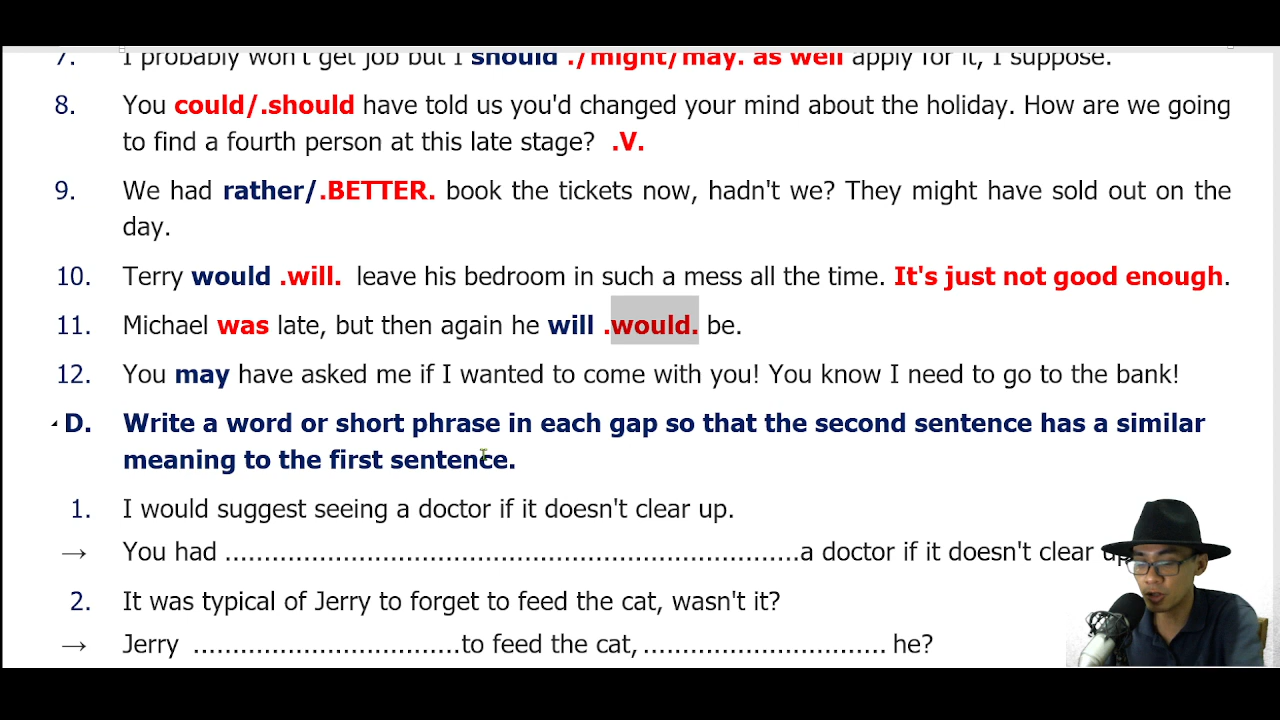 7. I probably won't get job but I should ./might/may. as well apply for it, I suppose.
8. You could/.should have told us you'd changed your mind about the holiday. How are we going
to find a fourth person at this late stage? .V.
9. We had rather/.BETTER. book the tickets now, hadn't we? They might have sold out on the
day.
10. Terry would .will. leave his bedroom in such a mess all the time. It's just not good enough.
11. Michael was late, but then again he will .would. be.
12. You may have asked me if I wanted to come with you! You know I need to go to the bank!
D. Write a word or short phrase in each gap so that the second sentence has a similar
meaning to the first sentence.
1. I would suggest seeing a doctor if it doesn't clear up.
→ You had ........................................................................a doctor if it doesn't clear up
2. It was typical of Jerry to forget to feed the cat, wasn't it?
→ Jerry ..................................to feed the cat,............................... he?